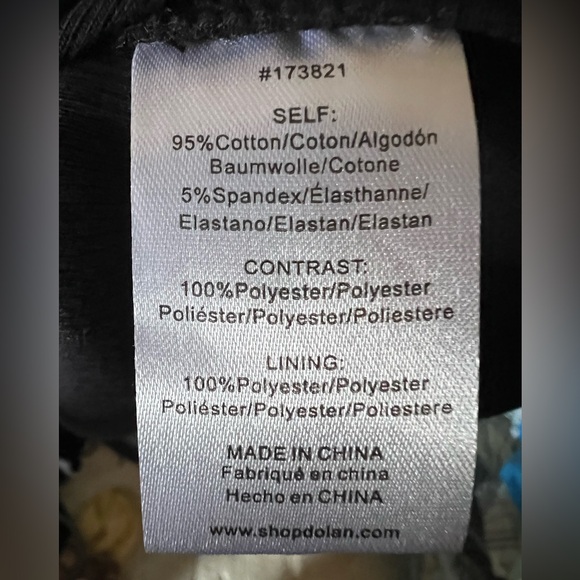 #173821
SELF:
95%Cotton/Coton/Algodón
Baumwolle/Cotone
5%Spandex/Élasthanne/
Elastano/Elastan/Elastan
CONTRAST:
100%Polyester/Polyester
Poliéster/Polyester/Poliestere
LINING:
100%Polyester/Polyester
Poliéster/Polyester/Poliestere
MADE IN CHINA
Fabriqué en china
Hecho en CHINA
www.shopdolan.com